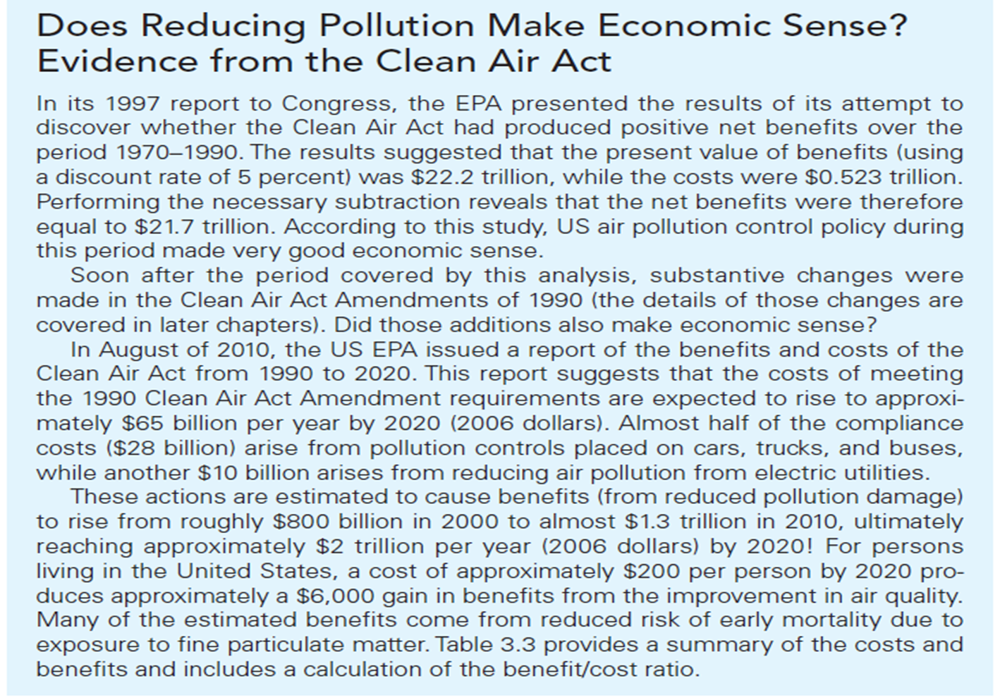 Does Reducing Pollution Make Economic Sense?
Evidence from the Clean Air Act
In its 1997 report to Congress, the EPA presented the results of its attempt to
discover whether the Clean Air Act had produced positive net benefits over the
period 1970–1990. The results suggested that the present value of benefits (using
a discount rate of 5 percent) was $22.2 trillion, while the costs were $0.523 trillion.
Performing the necessary subtraction reveals that the net benefits were therefore
equal to $21.7 trillion. According to this study, US air pollution control policy during
this period made very good economic sense.
Soon after the period covered by this analysis, substantive changes were
made in the Clean Air Act Amendments of 1990 (the details of those changes are
covered in later chapters). Did those additions also make economic sense?
In August of 2010, the US EPA issued a report of the benefits and costs of the
Clean Air Act from 1990 to 2020. This report suggests that the costs of meeting
the 1990 Clean Air Act Amendment requirements are expected to rise to approxi-
mately $65 billion per year by 2020 (2006 dollars). Almost half of the compliance
costs ($28 billion) arise from pollution controls placed on cars, trucks, and buses,
while another $10 billion arises from reducing air pollution from electric utilities.
These actions are estimated to cause benefits (from reduced pollution damage)
to rise from roughly $800 billion in 2000 to almost $1.3 trillion in 2010, ultimately
reaching approximately $2 trillion per year (2006 dollars) by 2020! For persons
living in the United States, a cost of approximately $200 per person by 2020 pro-
duces approximately a $6,000 gain in benefits from the improvement in air quality.
Many of the estimated benefits come from reduced risk of early mortality due to
exposure to fine particulate matter. Table 3.3 provides a summary of the costs and
benefits and includes a calculation of the benefit/cost ratio.